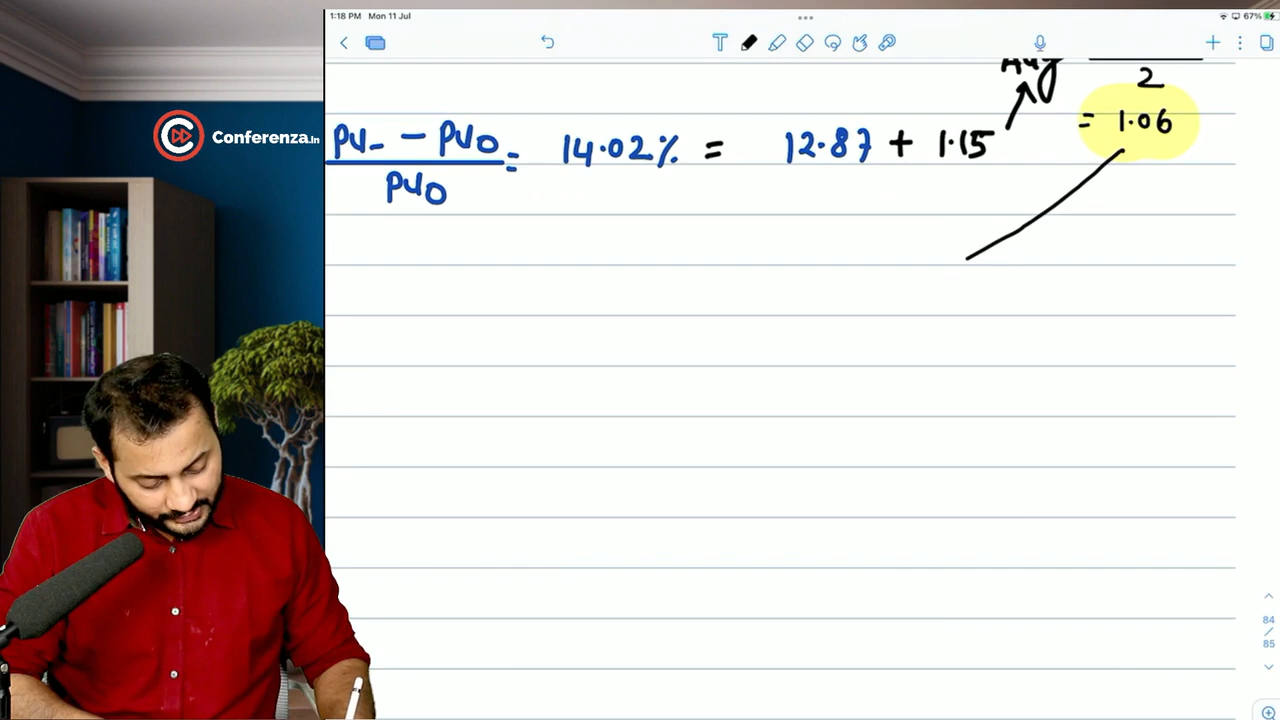 1:18 PM Mon 11 Jul
67%
T
Avg
2
= 1.06
Conferenza.in
PV- - PV0 = 14.02% = 12.87 + 1.15
PV0
84
/
85